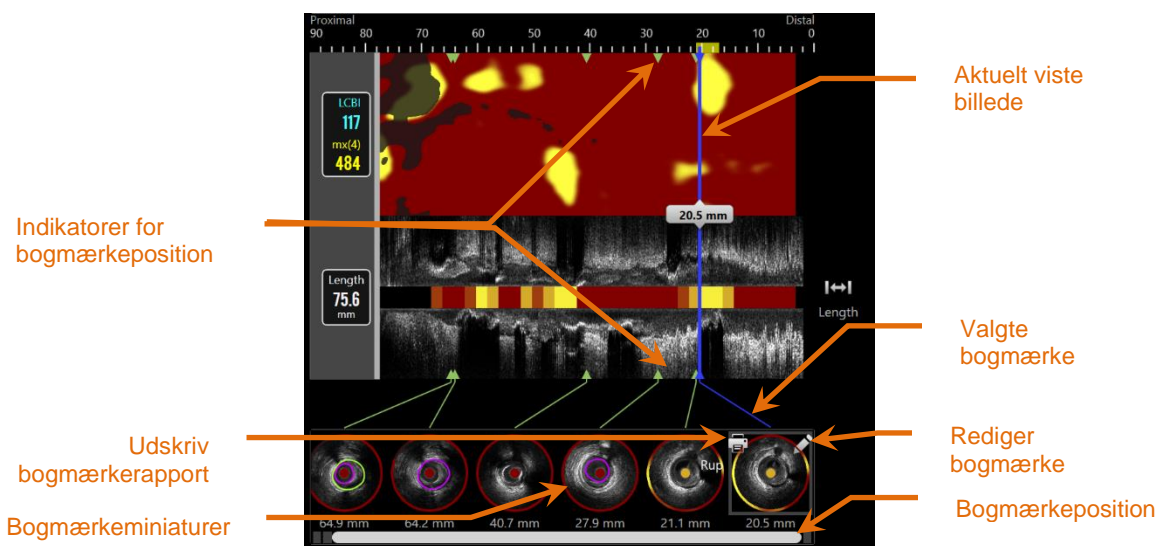 Proximal
Distal
90 80 70 60 50 40 30 20 10 0
Aktuelt viste
billede
LCBI
117
mx(4)
484
20.5 mm
Indikatorer for
bogmærkeposition
Length
75.6
mm
Length
Valgte
bogmærke
Udskriv
bogmærkerapport
Rediger
bogmærke
Rup
Bogmærkeminiaturer
Bogmærkeposition
64.9 mm
64.2 mm
40.7 mm
27.9 mm
21.1 mm
20.5 mm